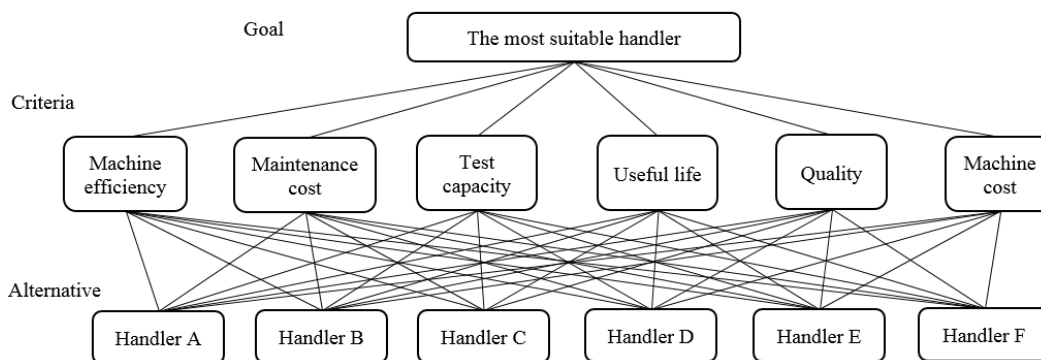 Goal
The most suitable handler
Criteria
Machine
efficiency
Maintenance
cost
Test
capacity
Useful life
Quality
Machine
cost
Alternative
Handler A
Handler B
Handler C
Handler D
Handler E
Handler F